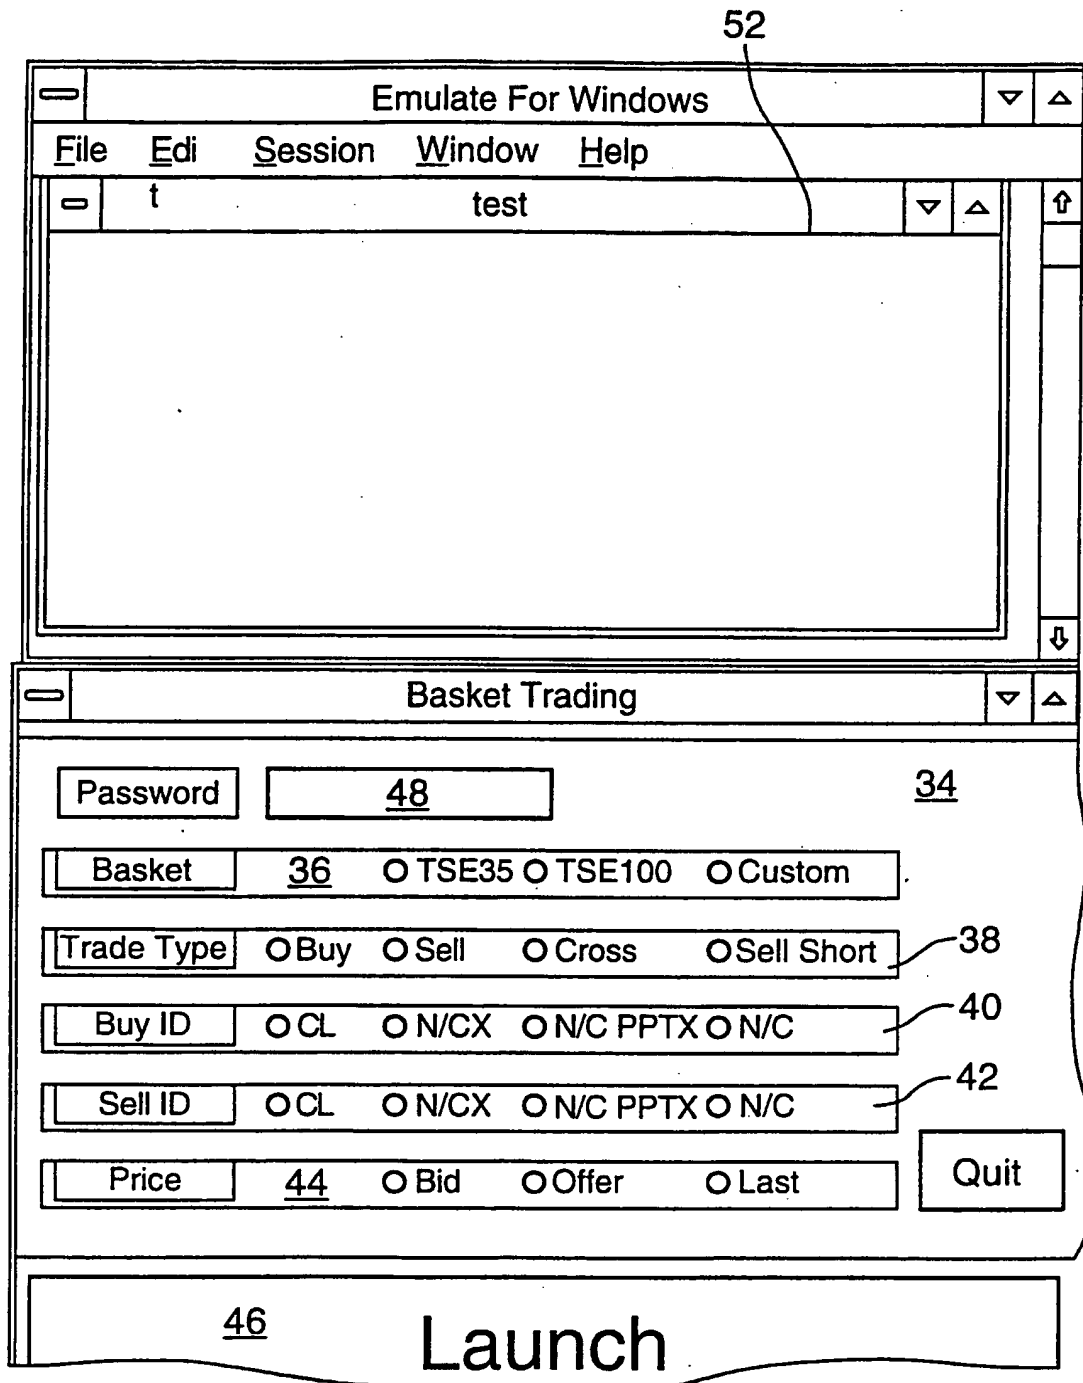 52
Emulate For Windows
File Edi Session Window Help
t
test
Basket Trading
Password 48 34
Basket 36 TSE35 TSE100 Custom
Trade Type Buy Sell Cross Sell Short 38
Buy ID CL N/CX N/C PPTX N/C 40
Sell ID CL N/CX N/C PPTX N/C 42
Price 44 Bid Offer Last
Quit
46 Launch